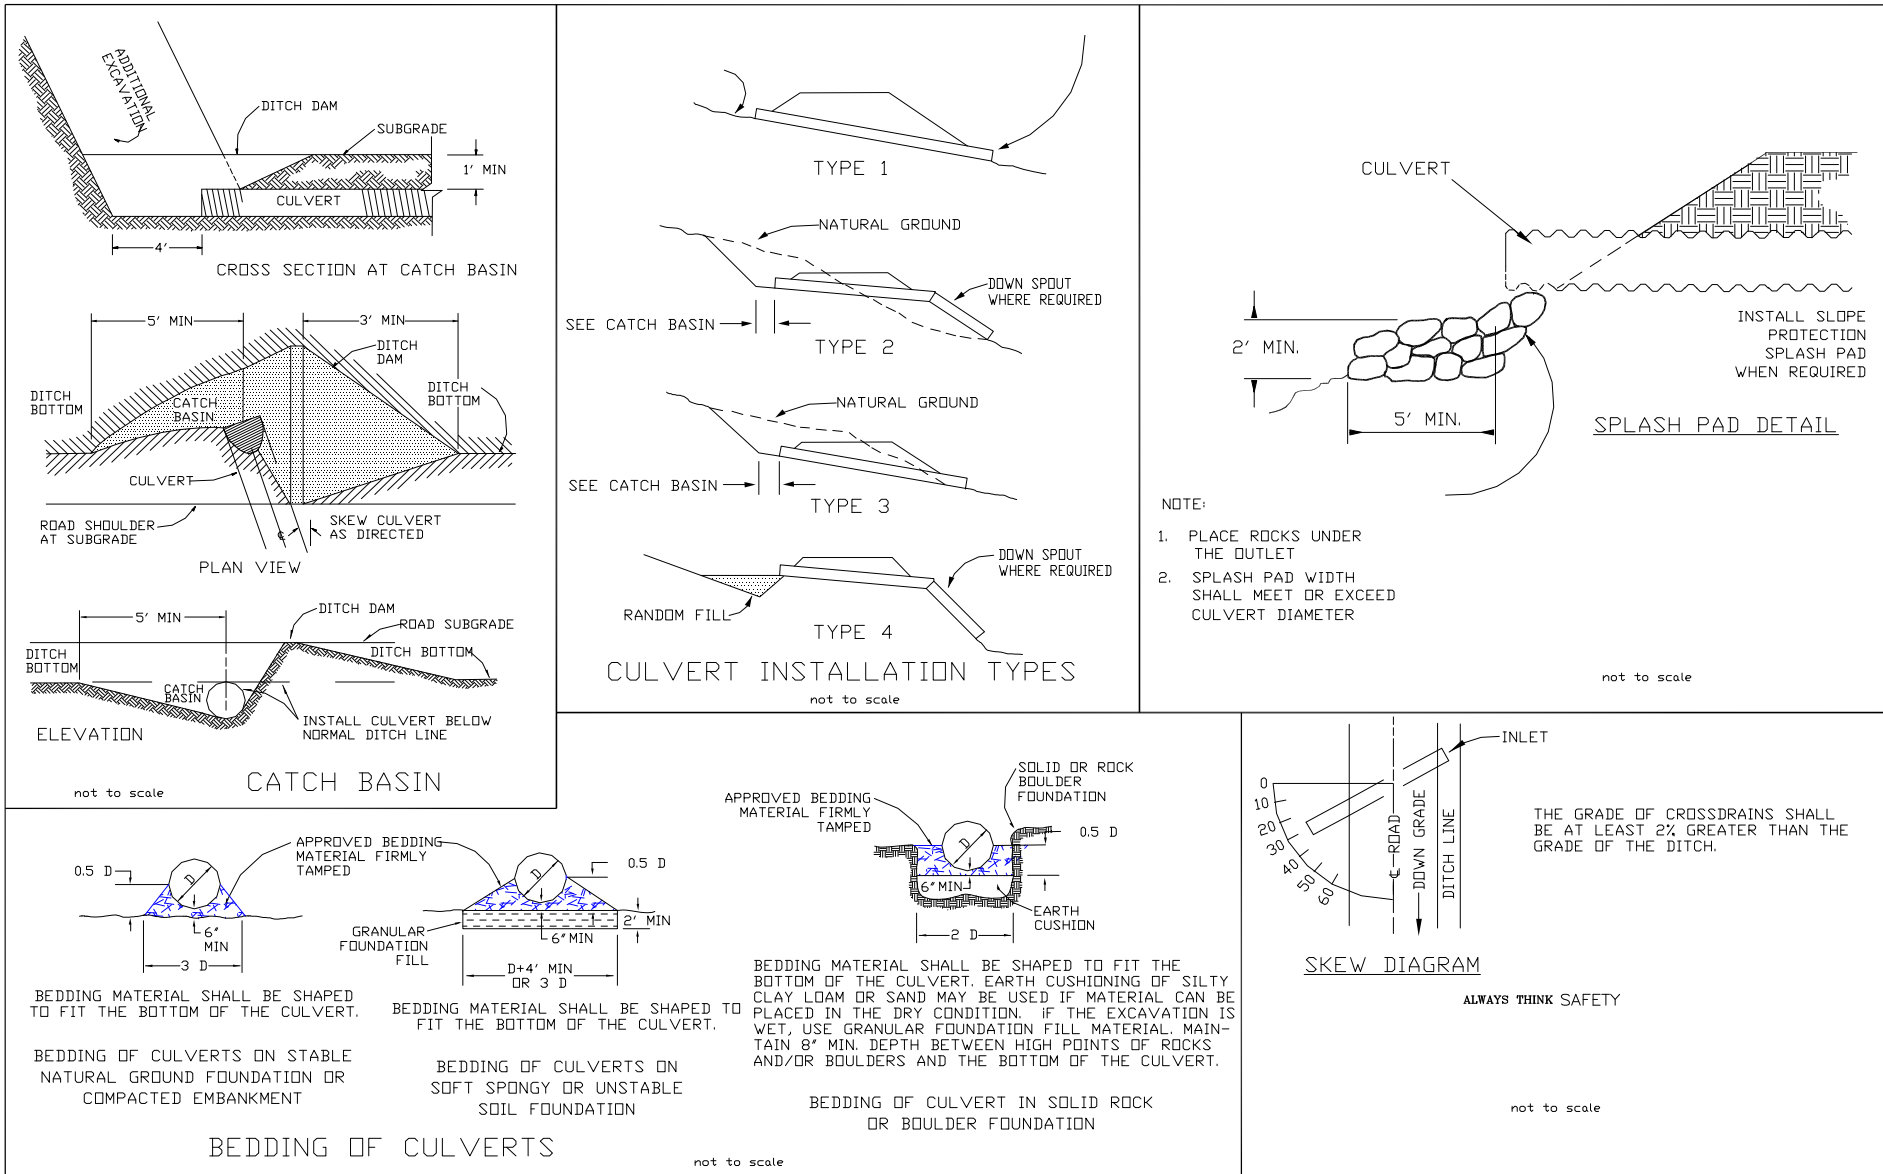 ADDITIONAL
EXCAVATION
DITCH DAM
SUBGRADE
1' MIN
CULVERT
4'
CROSS SECTION AT CATCH BASIN
5' MIN
3' MIN
DITCH
DAM
DITCH
BOTTOM
CATCH
BASIN
DITCH
BOTTOM
CULVERT
ROAD SHOULDER
AT SUBGRADE
℄
SKEW CULVERT
AS DIRECTED
PLAN VIEW
5' MIN
DITCH DAM
ROAD SUBGRADE
DITCH
BOTTOM
DITCH BOTTOM
CATCH
BASIN
INSTALL CULVERT BELOW
NORMAL DITCH LINE
ELEVATION
CATCH BASIN
not to scale
TYPE 1
NATURAL GROUND
DOWN SPOUT
WHERE REQUIRED
SEE CATCH BASIN
TYPE 2
NATURAL GROUND
SEE CATCH BASIN
TYPE 3
DOWN SPOUT
WHERE REQUIRED
RANDOM FILL
TYPE 4
CULVERT INSTALLATION TYPES
not to scale
CULVERT
2' MIN.
5' MIN.
INSTALL SLOPE
PROTECTION
SPLASH PAD
WHEN REQUIRED
SPLASH PAD DETAIL
NOTE:
1. PLACE ROCKS UNDER
THE OUTLET
2. SPLASH PAD WIDTH
SHALL MEET OR EXCEED
CULVERT DIAMETER
not to scale
0.5 D
D
APPROVED BEDDING
MATERIAL FIRMLY
TAMPED
6" MIN
3 D
BEDDING MATERIAL SHALL BE SHAPED
TO FIT THE BOTTOM OF THE CULVERT.
BEDDING OF CULVERTS ON STABLE
NATURAL GROUND FOUNDATION OR
COMPACTED EMBANKMENT
D
0.5 D
2' MIN
GRANULAR
FOUNDATION
FILL
6" MIN
D+4' MIN
OR 3 D
BEDDING MATERIAL SHALL BE SHAPED TO
FIT THE BOTTOM OF THE CULVERT.
BEDDING OF CULVERTS ON
SOFT SPONGY OR UNSTABLE
SOIL FOUNDATION
APPROVED BEDDING
MATERIAL FIRMLY
TAMPED
SOLID OR ROCK
BOULDER
FOUNDATION
D
0.5 D
6" MIN
EARTH
CUSHION
2 D
BEDDING MATERIAL SHALL BE SHAPED TO FIT THE
BOTTOM OF THE CULVERT. EARTH CUSHIONING OF SILTY
CLAY LOAM OR SAND MAY BE USED IF MATERIAL CAN BE
PLACED IN THE DRY CONDITION. iF THE EXCAVATION IS
WET, USE GRANULAR FOUNDATION FILL MATERIAL. MAIN-
TAIN 8" MIN. DEPTH BETWEEN HIGH POINTS OF ROCKS
AND/OR BOULDERS AND THE BOTTOM OF THE CULVERT.
BEDDING OF CULVERT IN SOLID ROCK
OR BOULDER FOUNDATION
BEDDING OF CULVERTS
not to scale
INLET
0
10
20
30
40
50
60
℄ ROAD
DOWN GRADE
DITCH LINE
SKEW DIAGRAM
THE GRADE OF CROSSDRAINS SHALL
BE AT LEAST 2% GREATER THAN THE
GRADE OF THE DITCH.
ALWAYS THINK SAFETY
not to scale